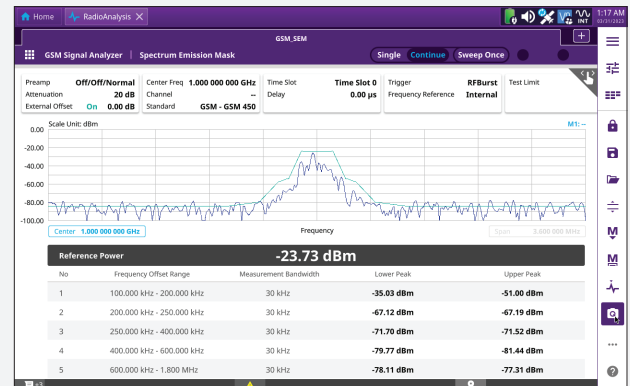 Home
RadioAnalysis
INT
1:17 AM
03/31/2023
GSM_SEM
GSM Signal Analyzer | Spectrum Emission Mask
Single Continue Sweep Once
Preamp Off/Off/Normal
Attenuation 20 dB
External Offset On 0.00 dB
Center Freq 1.000 000 000 GHz
Channel --
Standard GSM - GSM 450
Time Slot Time Slot 0
Delay 0.00 μs
Trigger RFBurst
Frequency Reference Internal
Test Limit
Scale Unit: dBm
M1: --
0.00
-20.00
-40.00
-60.00
-80.00
-100.00
Center 1.000 000 000 GHz
Frequency
Span 3.600 000 MHz
Reference Power -23.73 dBm
No Frequency Offset Range Measurement Bandwidth Lower Peak Upper Peak
1 100.000 kHz - 200.000 kHz 30 kHz -35.03 dBm -51.00 dBm
2 200.000 kHz - 250.000 kHz 30 kHz -67.12 dBm -67.19 dBm
3 250.000 kHz - 400.000 kHz 30 kHz -71.70 dBm -71.52 dBm
4 400.000 kHz - 600.000 kHz 30 kHz -79.77 dBm -81.44 dBm
5 600.000 kHz - 1.800 MHz 30 kHz -78.11 dBm -77.31 dBm